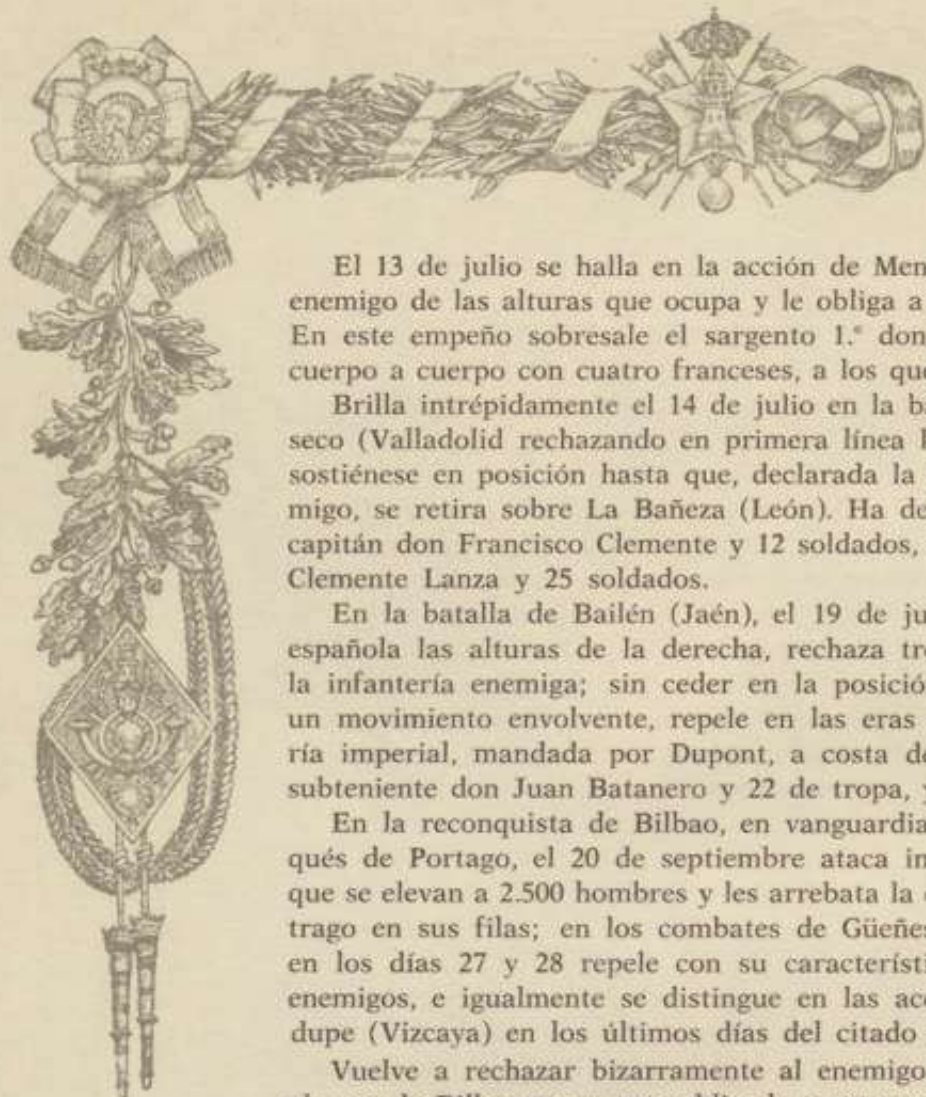 El 13 de julio se halla en la acción de Men
enemigo de las alturas que ocupa y le obliga a
En este empeño sobresale el sargento 1.º don
cuerpo a cuerpo con cuatro franceses, a los que
Brilla intrépidamente el 14 de julio en la ba
seco (Valladolid rechazando en primera línea l
sostiénese en posición hasta que, declarada la
migo, se retira sobre La Bañeza (León). Ha de
capitán don Francisco Clemente y 12 soldados,
Clemente Lanza y 25 soldados.
En la batalla de Bailén (Jaén), el 19 de ju
española las alturas de la derecha, rechaza tre
la infantería enemiga; sin ceder en la posició
un movimiento envolvente, repele en las eras
ría imperial, mandada por Dupont, a costa de
subteniente don Juan Batanero y 22 de tropa, y
En la reconquista de Bilbao, en vanguardia
qués de Portago, el 20 de septiembre ataca in
que se elevan a 2.500 hombres y les arrebata la
trago en sus filas; en los combates de Güeñes
en los días 27 y 28 repele con su característi
enemigos, e igualmente se distingue en las acc
dupe (Vizcaya) en los últimos días del citado
Vuelve a rechazar bizarramente al enemigo